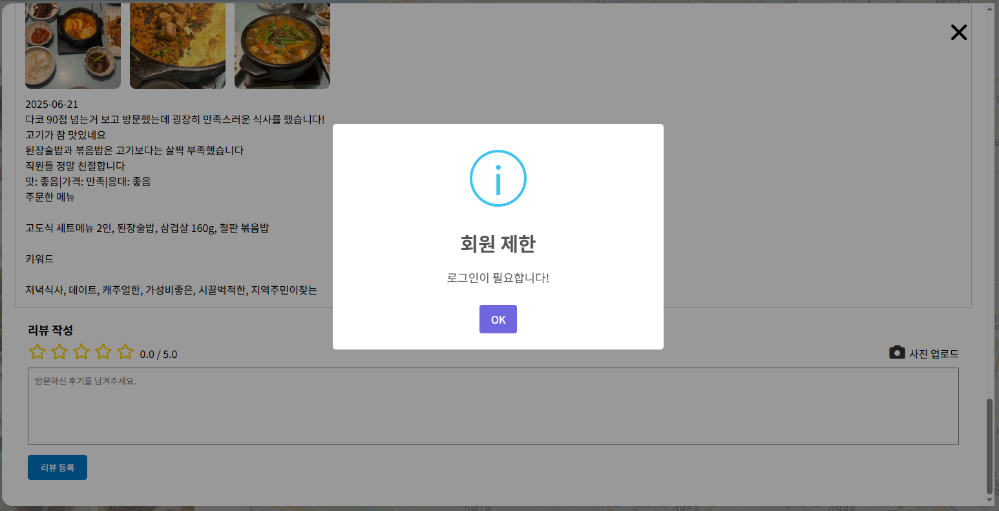 2025-06-21
다코 90점 넘는거 보고 방문했는데 굉장히 만족스러운 식사를 했습니다!
고기가 참 맛있네요
된장술밥과 볶음밥은 고기보다는 살짝 부족했습니다
직원들 정말 친절합니다
맛: 좋음|가격: 만족|응대: 좋음
주문한 메뉴
고도식 세트메뉴 2인, 된장술밥, 삼겹살 160g, 철판 볶음밥
키워드
저녁식사, 데이트, 캐주얼한, 가성비좋은, 시끌벅적한, 지역주민이찾는
회원 제한
로그인이 필요합니다!
OK
리뷰 작성
0.0 / 5.0
사진 업로드
방문하신 후기를 남겨주세요.
리뷰 등록